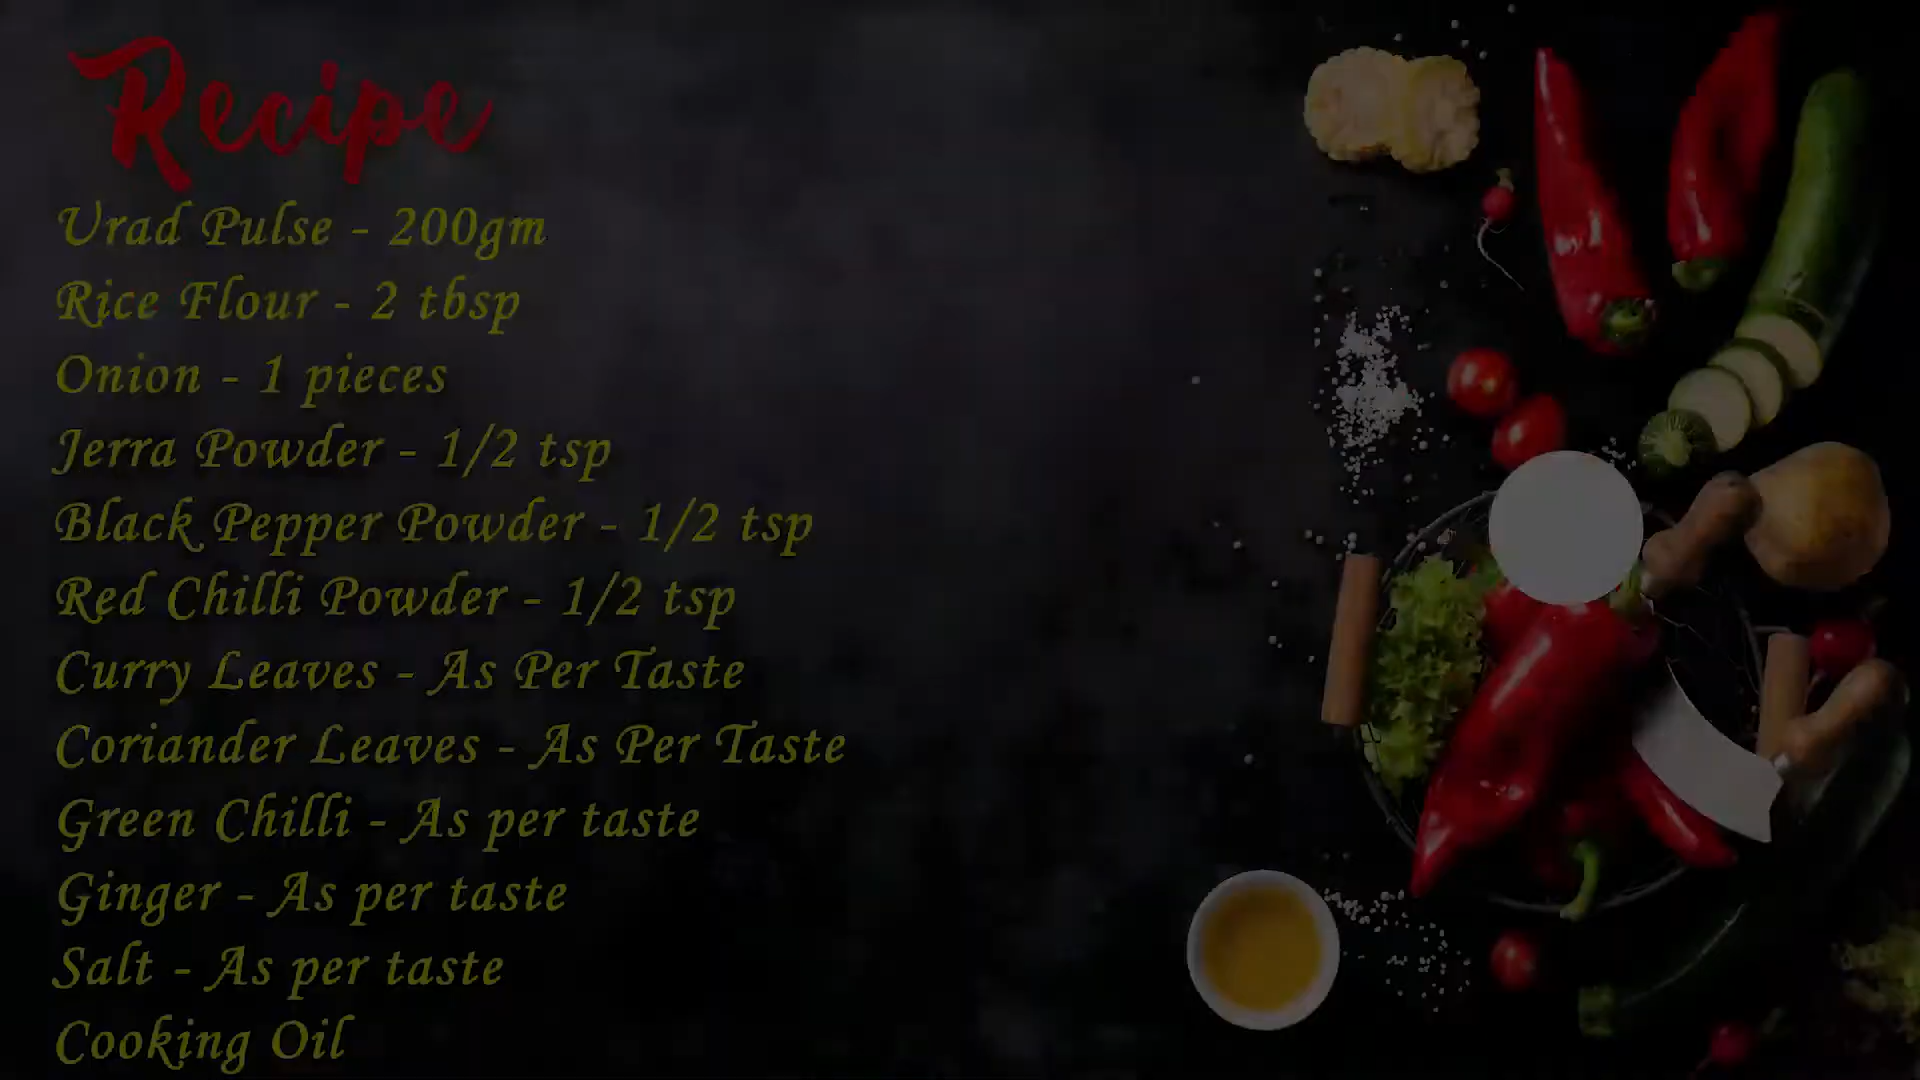 Recipe
Urad Pulse - 200gm
Rice Flour - 2 tbsp
Onion - 1 pieces
Jerra Powder - 1/2 tsp
Black Pepper Powder - 1/2 tsp
Red Chilli Powder - 1/2 tsp
Curry Leaves - As Per Taste
Coriander Leaves - As Per Taste
Green Chilli - As per taste
Ginger - As per taste
Salt - As per taste
Cooking Oil